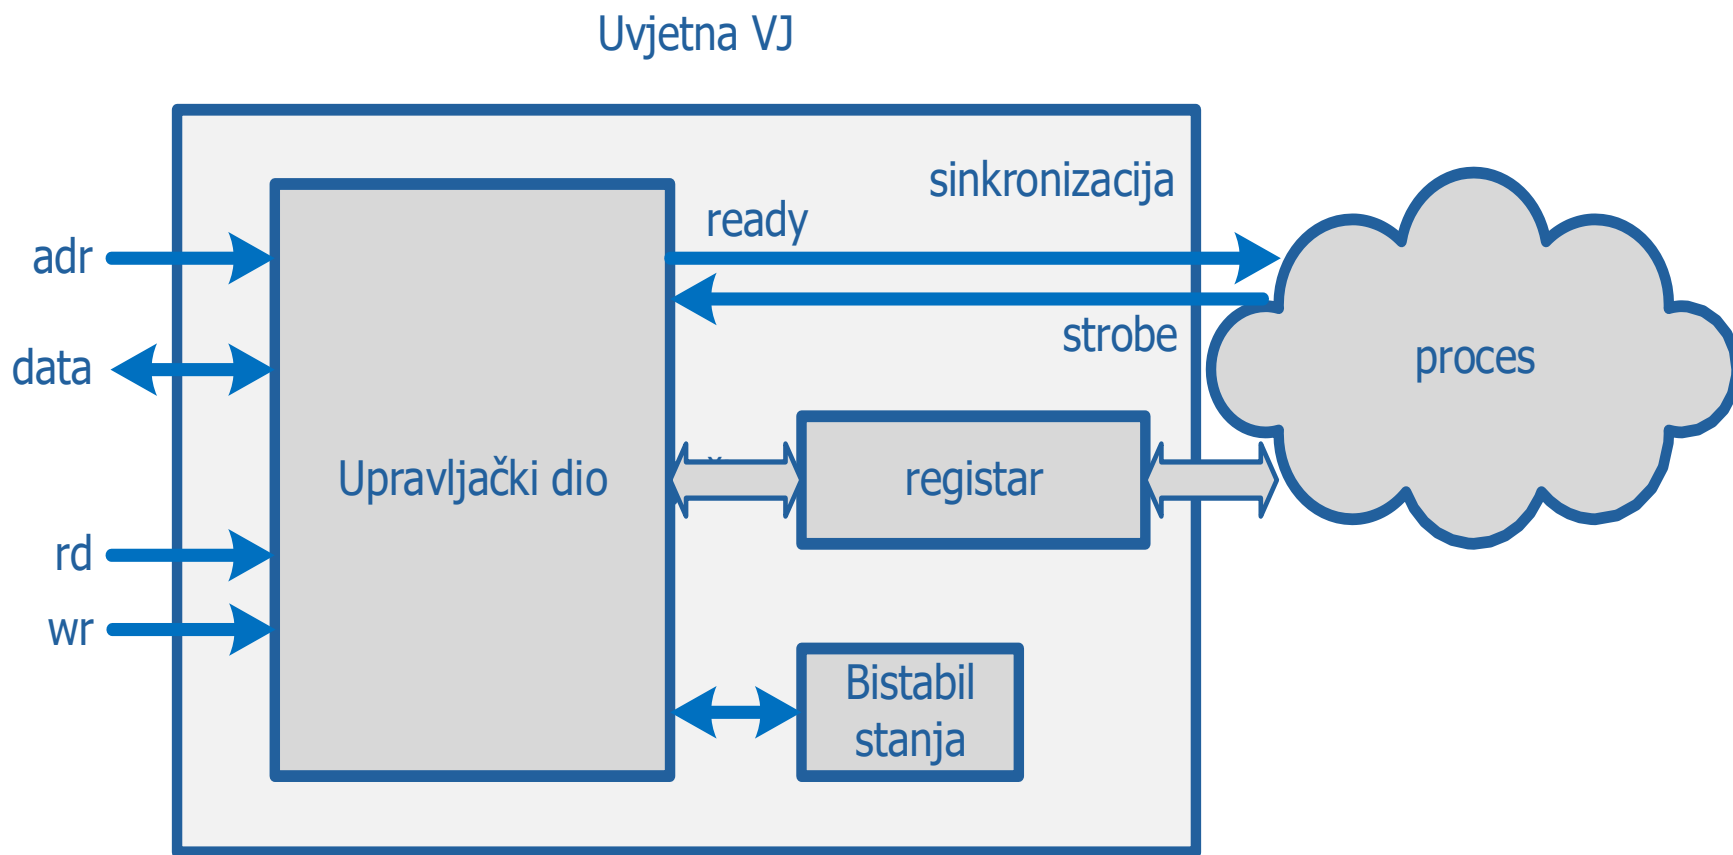 Uvjetna VJ
sinkronizacija
ready
adr
strobe
data
proces
Upravljački dio
registar
rd
wr
Bistabil
stanja